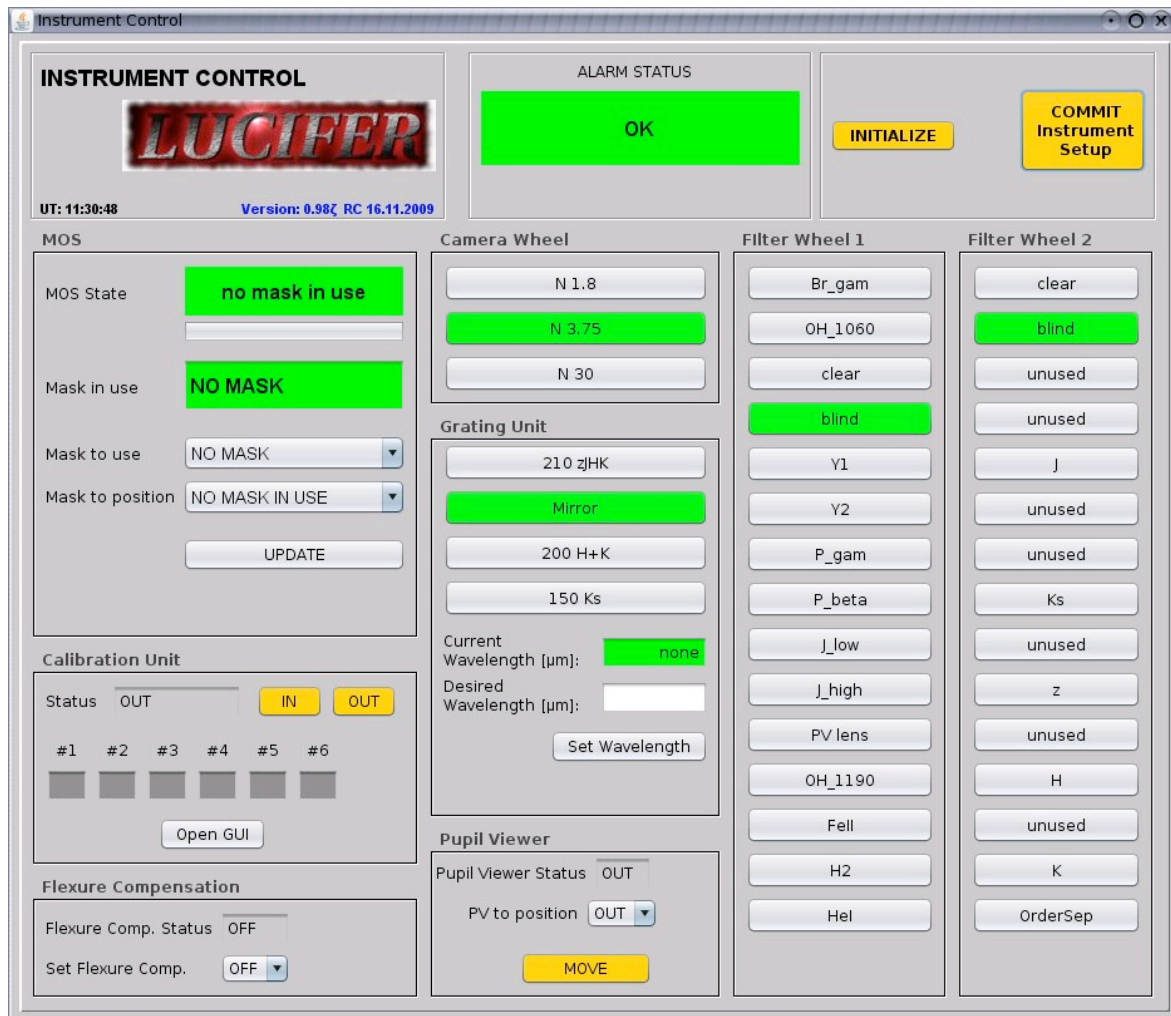 Instrument Control
INSTRUMENT CONTROL
LUCIFER
UT: 11:30:48
Version: 0.98ζ RC 16.11.2009
ALARM STATUS
OK
INITIALIZE
COMMIT
Instrument
Setup
MOS
MOS State
no mask in use
Mask in use
NO MASK
Mask to use
NO MASK
Mask to position
NO MASK IN USE
UPDATE
Calibration Unit
Status OUT
IN
OUT
#1 #2 #3 #4 #5 #6
Open GUI
Flexure Compensation
Flexure Comp. Status OFF
Set Flexure Comp. OFF
Camera Wheel
N 1.8
N 3.75
N 30
Grating Unit
210 zJHK
Mirror
200 H+K
150 Ks
Current
Wavelength [µm]:
none
Desired
Wavelength [µm]:
Set Wavelength
Pupil Viewer
Pupil Viewer Status OUT
PV to position OUT
MOVE
FIlter Wheel 1
Br_gam
OH_1060
clear
blind
Y1
Y2
P_gam
P_beta
J_low
J_high
PV lens
OH_1190
FeII
H2
HeI
Filter Wheel 2
clear
blind
unused
unused
J
unused
unused
Ks
unused
z
unused
H
unused
K
OrderSep